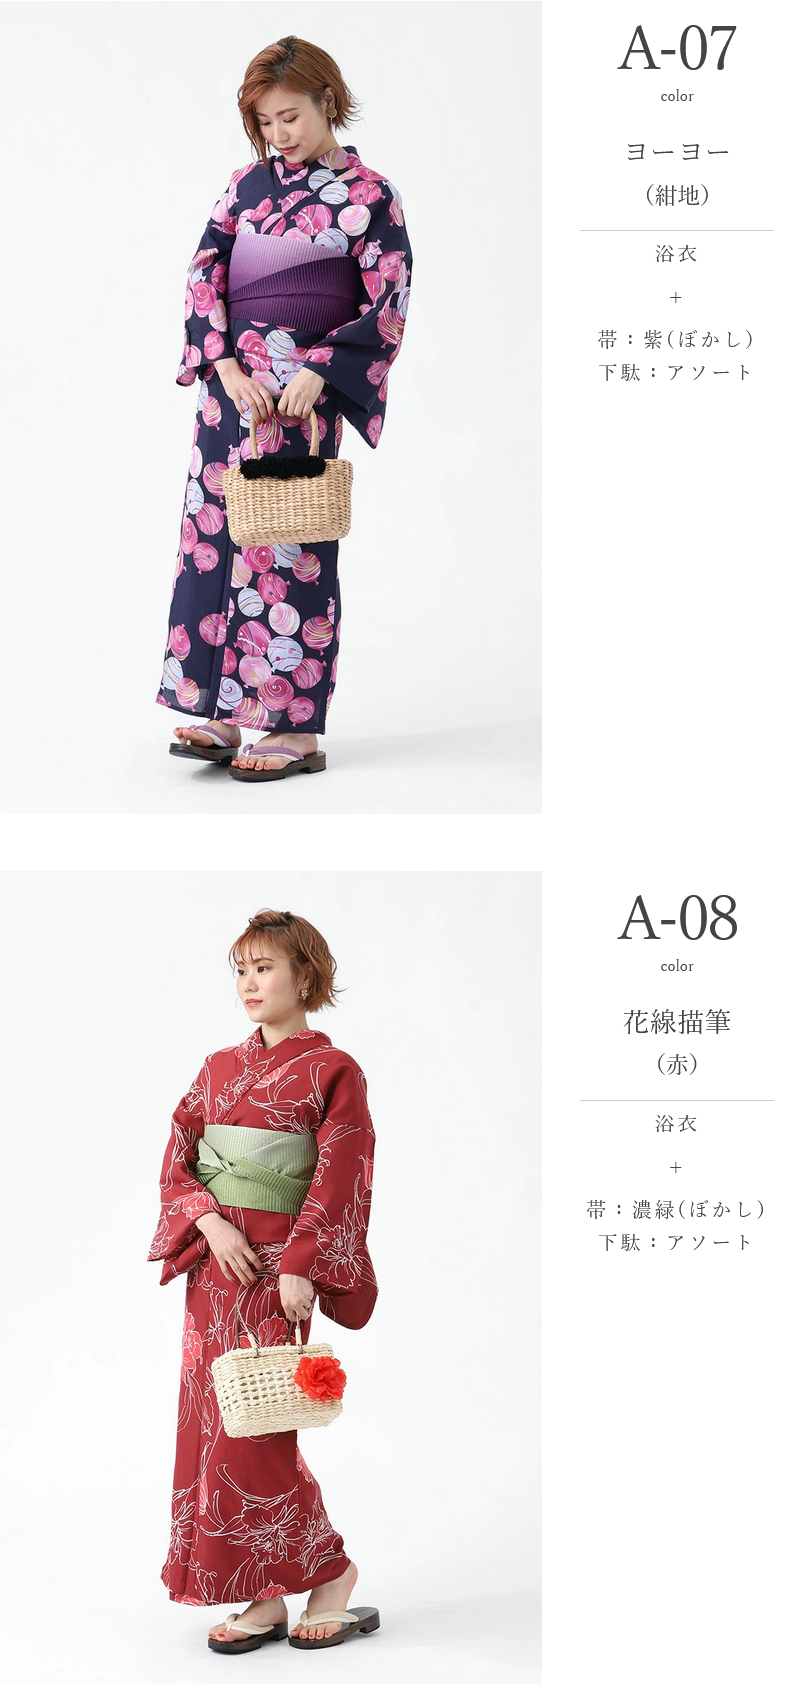 A-07
color
ヨーヨー
（紺地）
浴衣
+
帯：紫(ぼかし)
下駄：アソート
A-08
color
花線描筆
（赤）
浴衣
+
帯：濃緑(ぼかし)
下駄：アソート